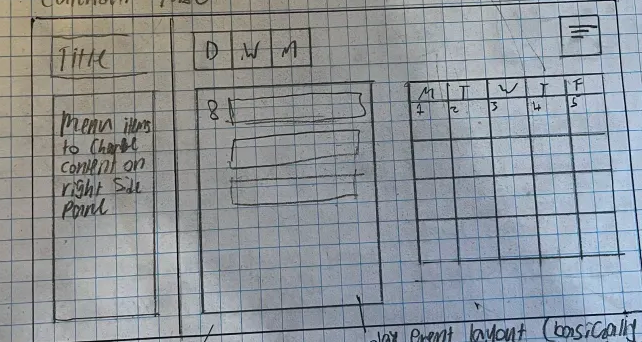 Title
D W M
Menu items
to change
content on
right side
panel
8
M T W T F
1 2 3 4 5
event layout (basically